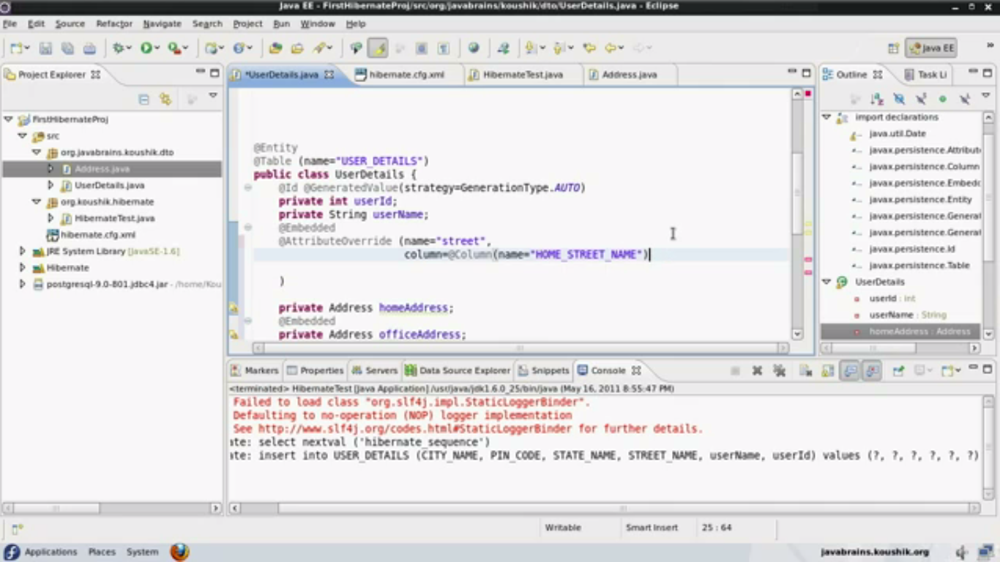 Java EE - FirstHibernateProj/src/org/javabrains/koushik/dto/UserDetails.java - Eclipse
File Edit Source Refactor Navigate Search Project Run Window Help
Java EE
Project Explorer
*UserDetails.java hibernate.cfg.xml HibernateTest.java Address.java
Outline Task Li
FirstHibernateProj
src
org.javabrains.koushik.dto
Address.java
UserDetails.java
org.koushik.hibernate
HibernateTest.java
hibernate.cfg.xml
JRE System Library [JavaSE-1.6]
Hibernate
postgresql-9.0-801.jdbc4.jar - /home/Kou
@Entity
@Table (name="USER_DETAILS")
public class UserDetails {
@Id @GeneratedValue(strategy=GenerationType.AUTO)
private int userId;
private String userName;
@Embedded
@AttributeOverride (name="street",
column=@Column(name="HOME_STREET_NAME")
)
private Address homeAddress;
@Embedded
private Address officeAddress;
import declarations
java.util.Date
javax.persistence.Attribut
javax.persistence.Column
javax.persistence.Embedd
javax.persistence.Entity
javax.persistence.Generat
javax.persistence.Generat
javax.persistence.Id
javax.persistence.Table
UserDetails
userId : int
userName : String
homeAddress : Address
Markers Properties Servers Data Source Explorer Snippets Console
<terminated> HibernateTest [Java Application] /usr/java/jdk1.6.0_25/bin/java (May 16, 2011 8:55:47 PM)
Failed to load class "org.slf4j.impl.StaticLoggerBinder".
Defaulting to no-operation (NOP) logger implementation
See http://www.slf4j.org/codes.html#StaticLoggerBinder for further details.
ate: select nextval ('hibernate_sequence')
ate: insert into USER_DETAILS (CITY_NAME, PIN_CODE, STATE_NAME, STREET_NAME, userName, userId) values (?, ?, ?, ?, ?, ?)
Writable Smart Insert 25 : 64
Applications Places System
javabrains.koushik.org